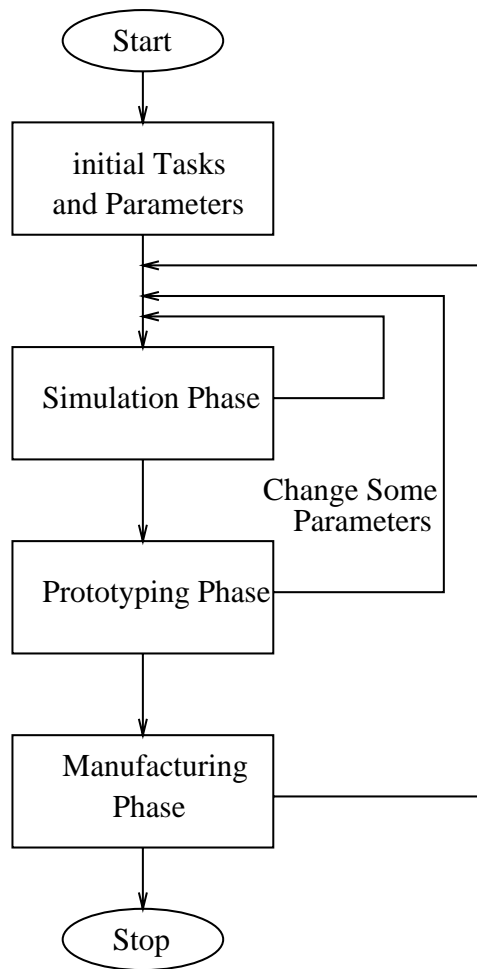 Start
initial Tasks
and Parameters
Simulation Phase
Change Some
Parameters
Prototyping Phase
Manufacturing
Phase
Stop